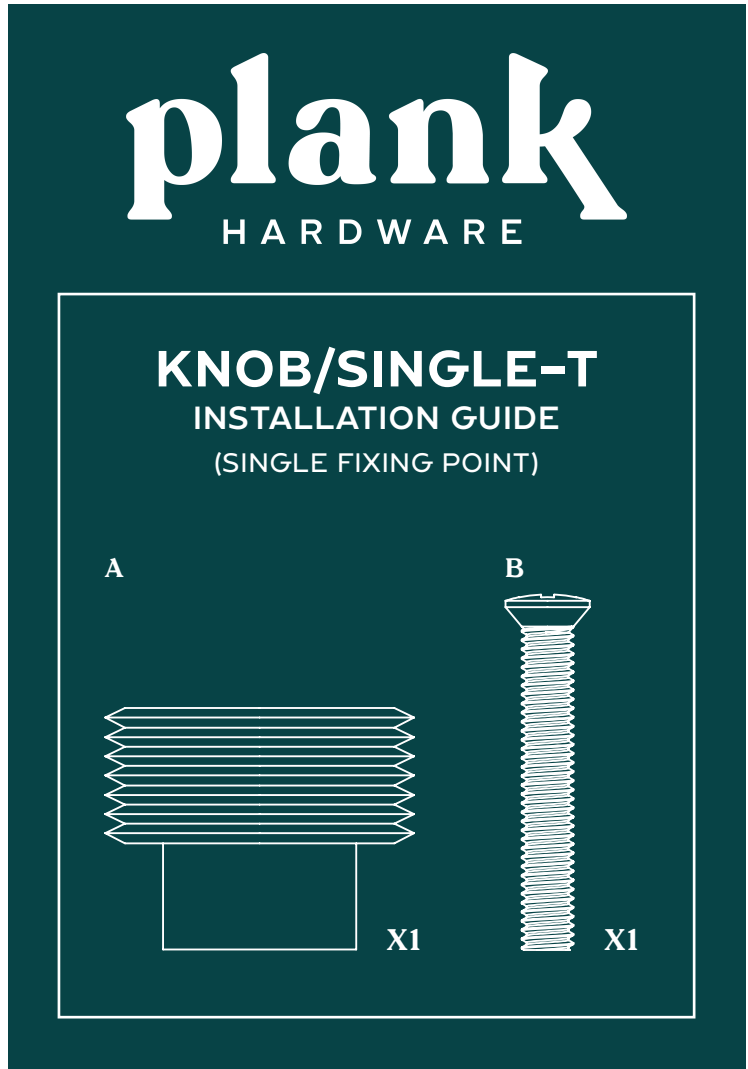 plank
HARDWARE
KNOB/SINGLE-T
INSTALLATION GUIDE
(SINGLE FIXING POINT)
A
B
X1
X1